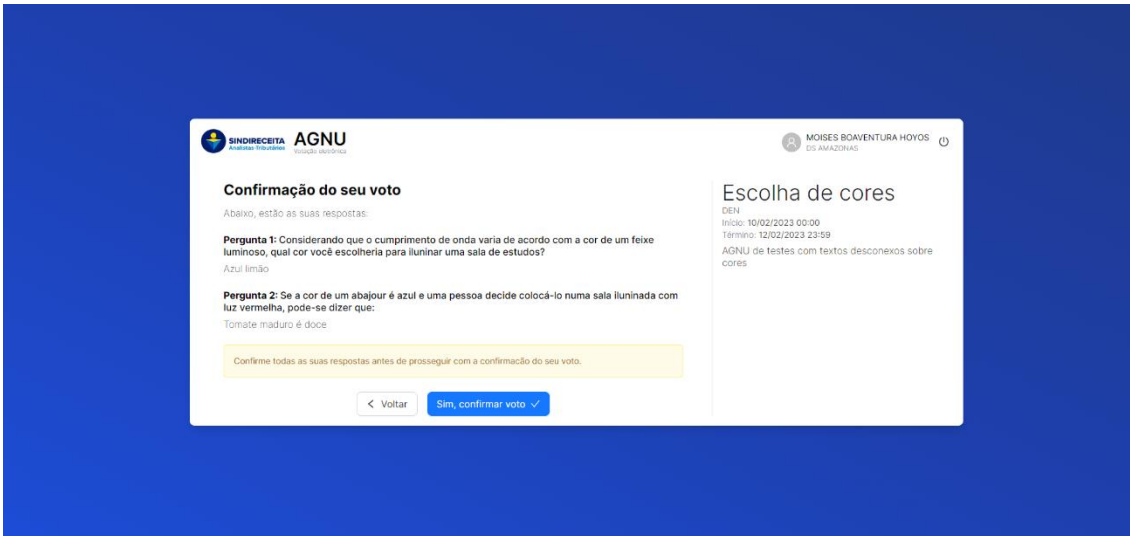 SINDIRECEITA
Analistas-Tributários
AGNU
Votação eletrônica
MOISES BOAVENTURA HOYOS
DS AMAZONAS
Confirmação do seu voto
Abaixo, estão as suas respostas.
Pergunta 1: Considerando que o cumprimento de onda varia de acordo com a cor de um feixe
luminoso, qual cor você escolheria para iluninar uma sala de estudos?
Azul limão
Pergunta 2: Se a cor de um abajour é azul e uma pessoa decide colocá-lo numa sala iluninada com
luz vermelha, pode-se dizer que:
Tomate maduro é doce
Confirme todas as suas respostas antes de prosseguir com a confirmacão do seu voto.
Voltar
Sim, confirmar voto
Escolha de cores
DEN
Início: 10/02/2023 00:00
Término: 12/02/2023 23:59
AGNU de testes com textos desconexos sobre
cores